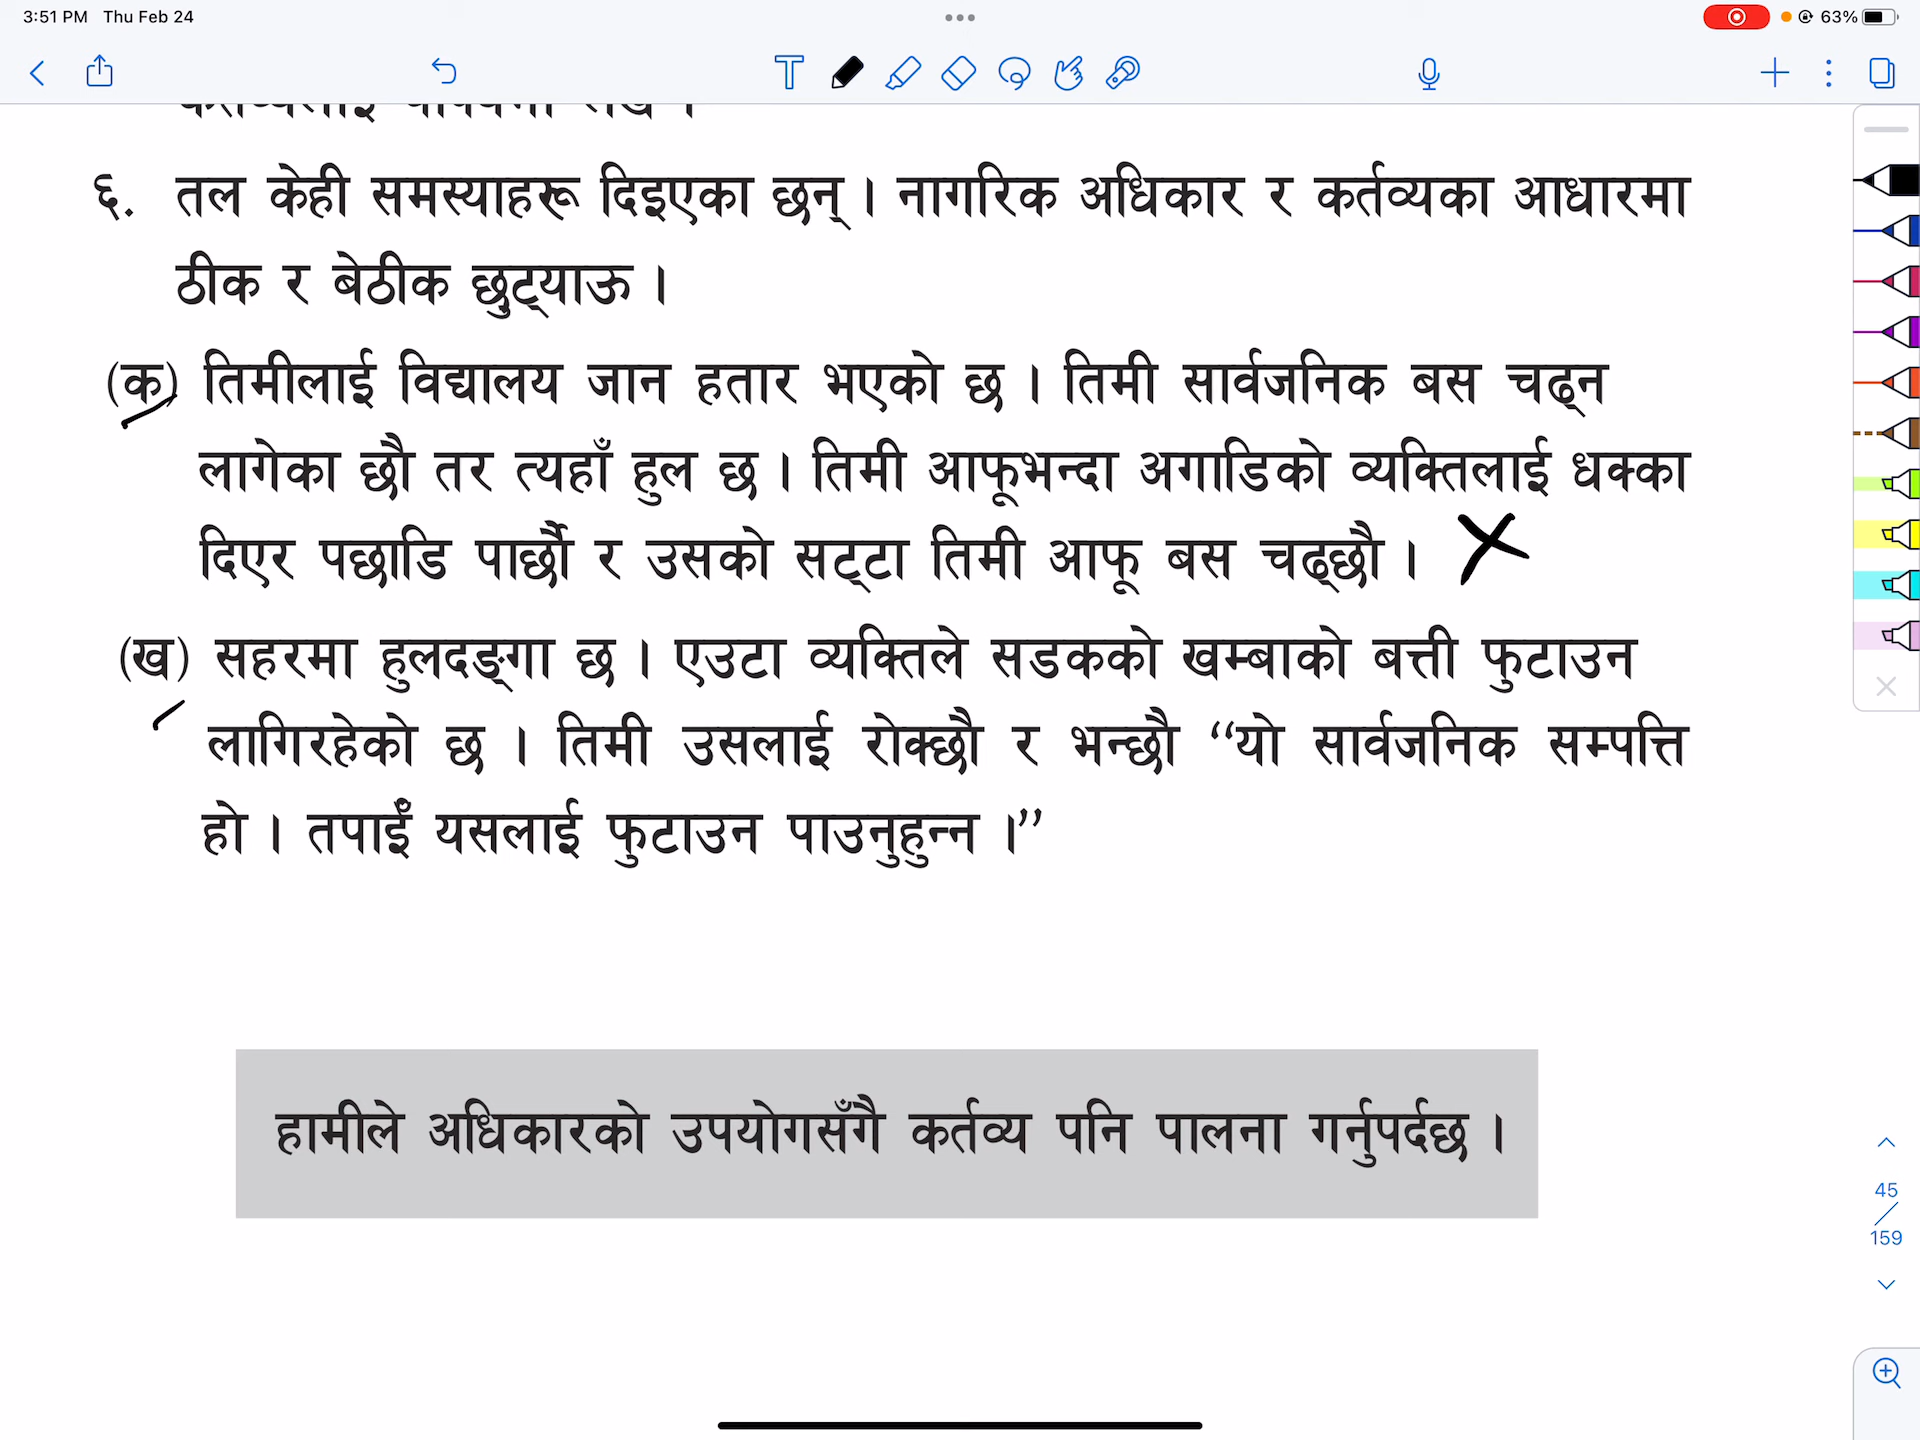 3:51 PM Thu Feb 24
63%
६. तल केही समस्याहरू दिइएका छन् । नागरिक अधिकार र कर्तव्यका आधारमा
ठीक र बेठीक छुट्याऊ ।
(क) तिमीलाई विद्यालय जान हतार भएको छ । तिमी सार्वजनिक बस चढ्न
लागेका छौ तर त्यहाँ हुल छ । तिमी आफूभन्दा अगाडिको व्यक्तिलाई धक्का
दिएर पछाडि पार्छौ र उसको सट्टा तिमी आफू बस चढ्छौ ।
(ख) सहरमा हुलदङ्गा छ । एउटा व्यक्तिले सडकको खम्बाको बत्ती फुटाउन
लागिरहेको छ । तिमी उसलाई रोक्छौ र भन्छौ “यो सार्वजनिक सम्पत्ति
हो । तपाईँ यसलाई फुटाउन पाउनुहुन्न ।”
हामीले अधिकारको उपयोगसँगै कर्तव्य पनि पालना गर्नुपर्दछ ।
45
159